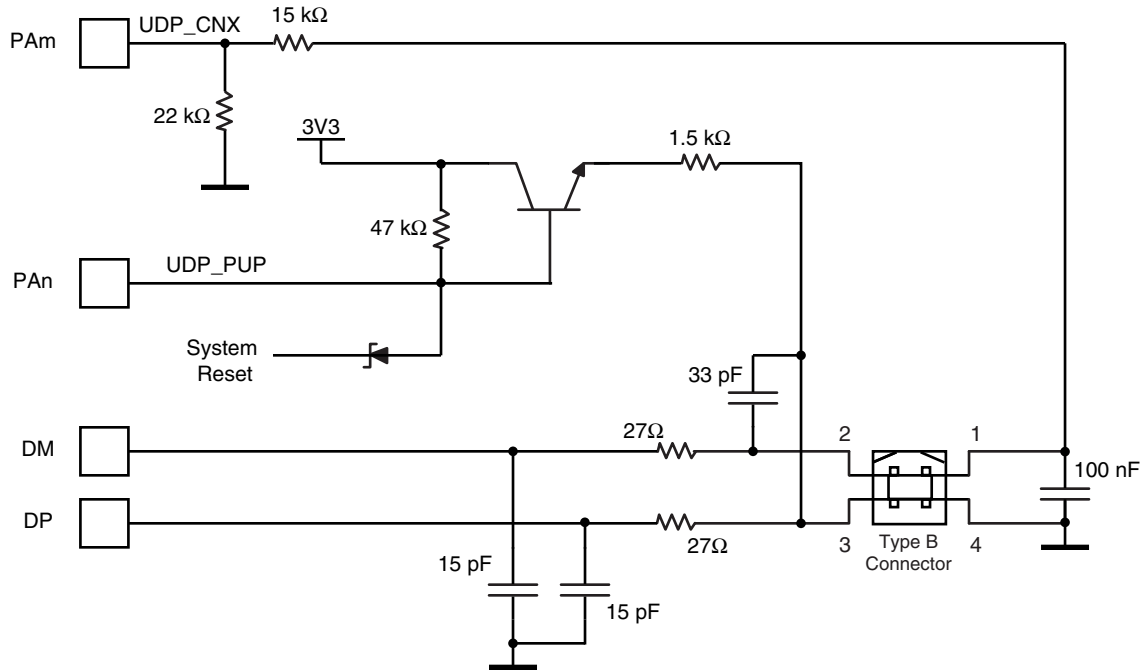 15 kΩ
PAm
UDP_CNX
22 kΩ
3V3
1.5 kΩ
47 kΩ
PAn
UDP_PUP
System
Reset
33 pF
27Ω
2
1
DM
100 nF
DP
27Ω
3
Type B
Connector
4
15 pF
15 pF